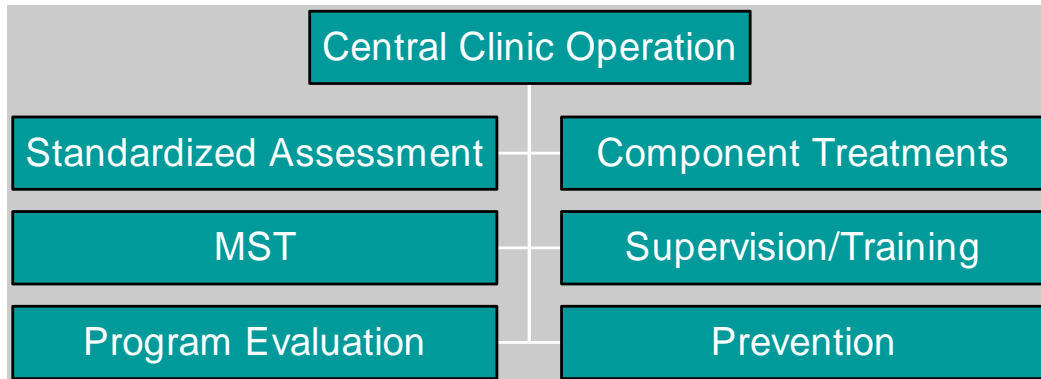 Central Clinic Operation
Standardized Assessment
Component Treatments
MST
Supervision/Training
Program Evaluation
Prevention